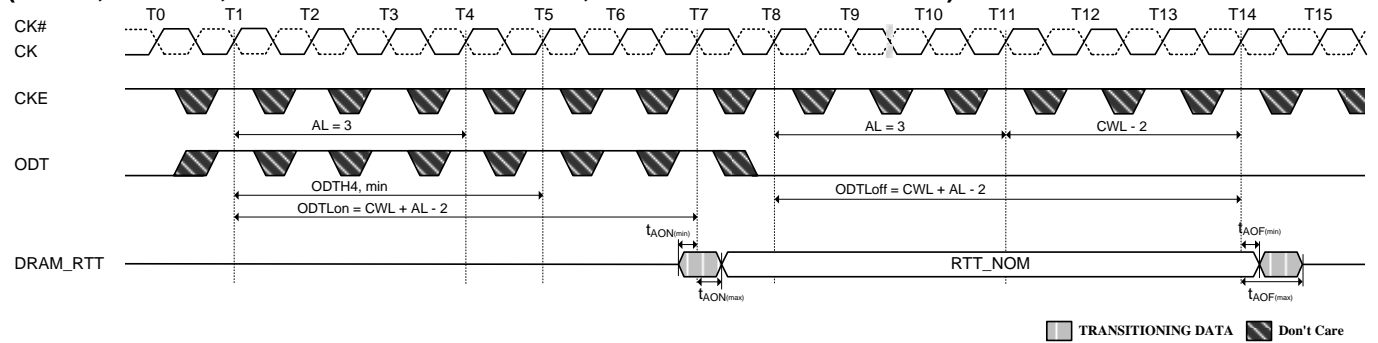 T0 T1 T2 T3 T4 T5 T6 T7 T8 T9 T10 T11 T12 T13 T14 T15
CK#
CK
CKE
AL = 3 AL = 3 CWL - 2
ODT
ODTH4, min ODTLoff = CWL + AL - 2
ODTLon = CWL + AL - 2
tAON(min) tAOF(min)
DRAM_RTT RTT_NOM
tAON(max) tAOF(max)
TRANSITIONING DATA Don't Care